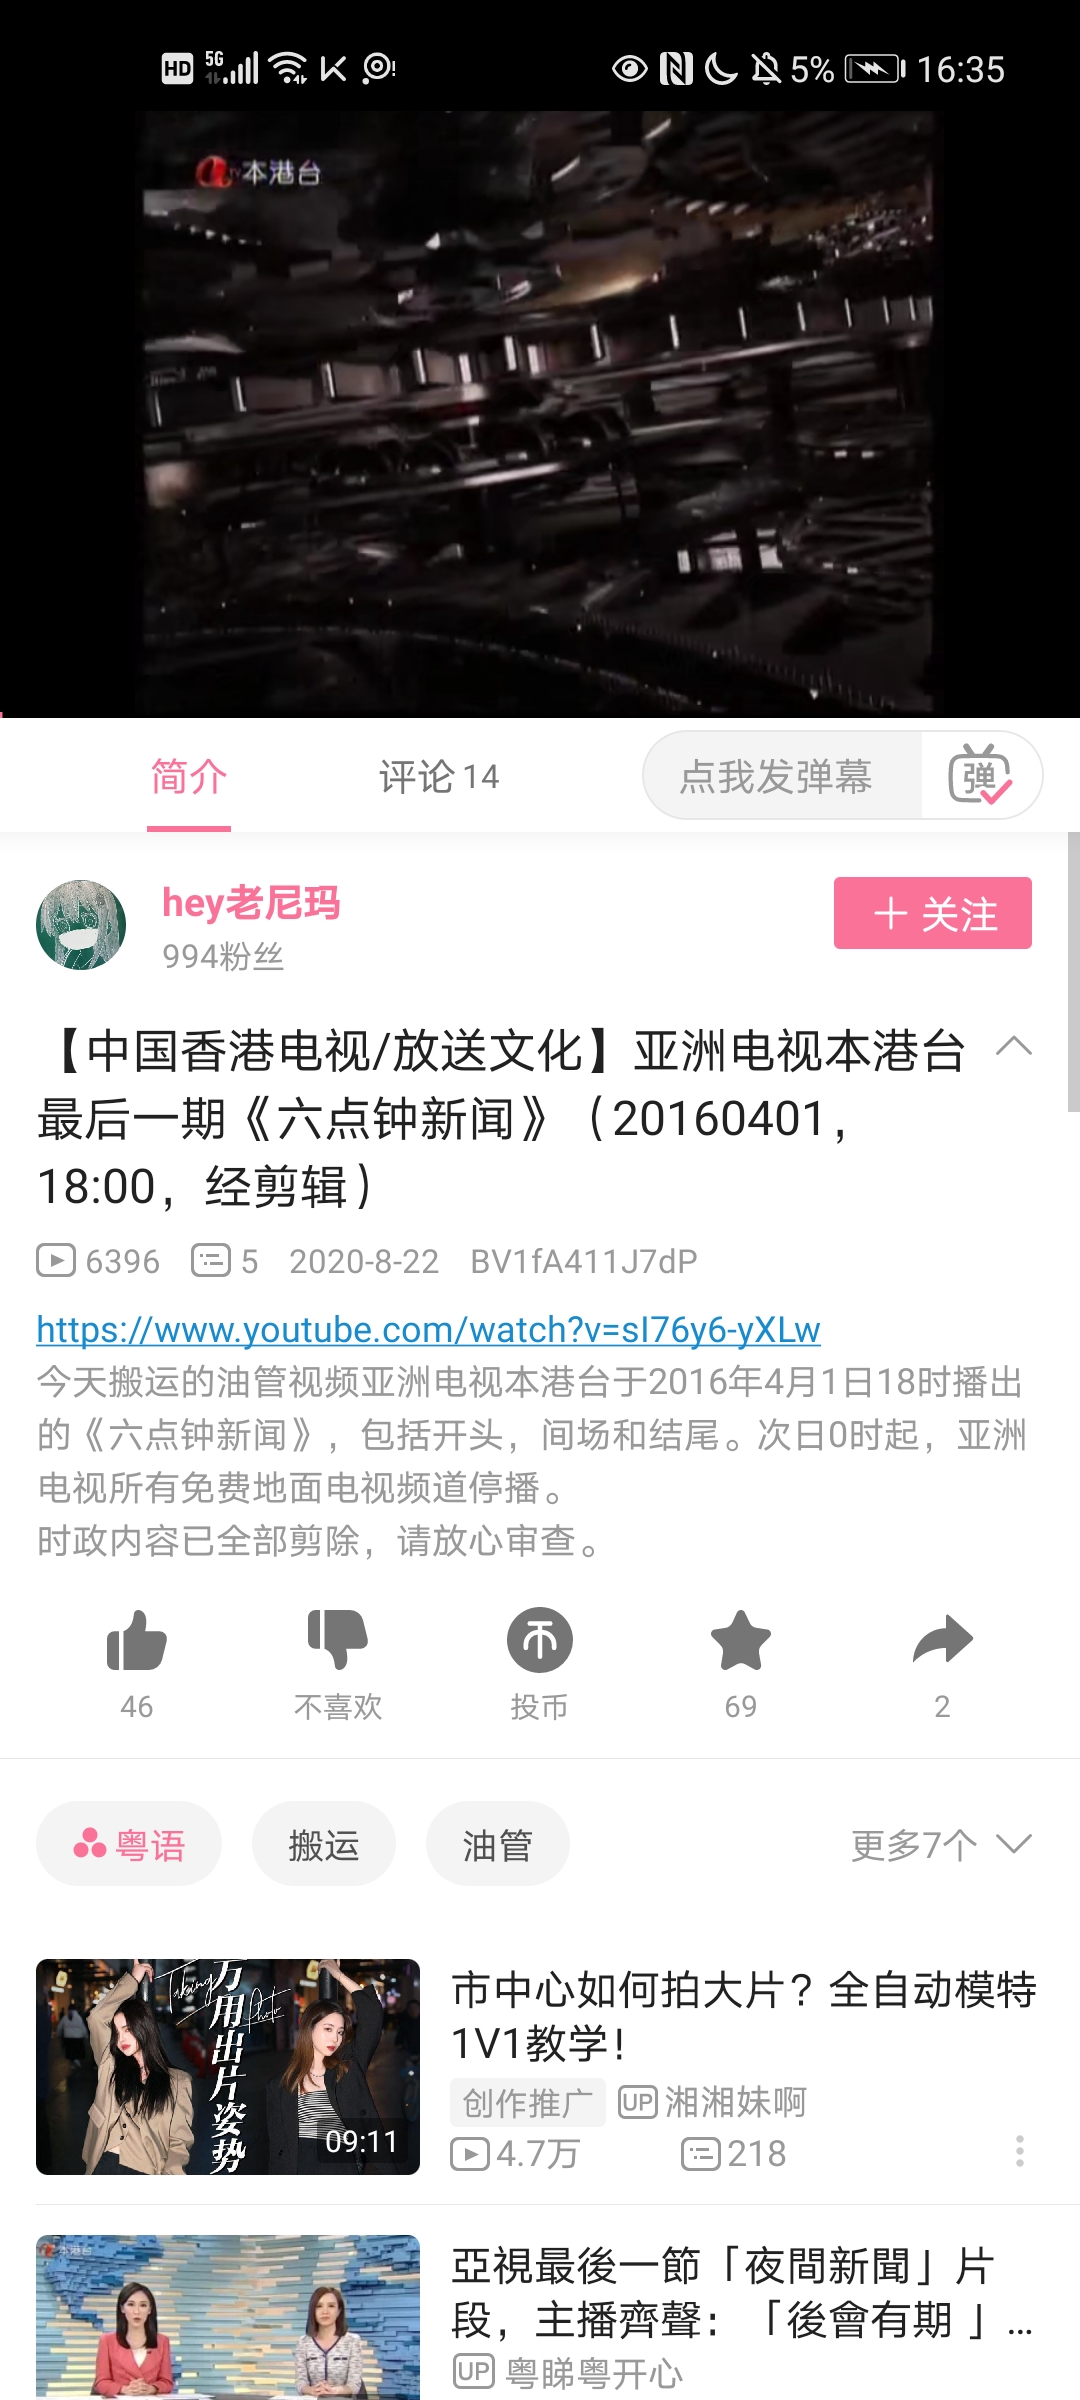 HD 5G 5% 16:35
本港台
简介 评论 14 点我发弹幕 弹
hey老尼玛
994粉丝
＋ 关注
【中国香港电视/放送文化】亚洲电视本港台
最后一期《六点钟新闻》（20160401，
18:00，经剪辑）
6396 5 2020-8-22 BV1fA411J7dP
https://www.youtube.com/watch?v=sI76y6-yXLw
今天搬运的油管视频亚洲电视本港台于2016年4月1日18时播出
的《六点钟新闻》，包括开头，间场和结尾。次日0时起，亚洲
电视所有免费地面电视频道停播。
时政内容已全部剪除，请放心审查。
46 不喜欢 投币 69 2
粤语 搬运 油管 更多7个
Taking Photo
万用出片姿势
09:11
市中心如何拍大片？全自动模特
1V1教学！
创作推广 UP 湘湘妹啊
4.7万 218
本港台
亞視最後一節「夜間新聞」片
段，主播齊聲：「後會有期 」...
UP 粤睇粤开心